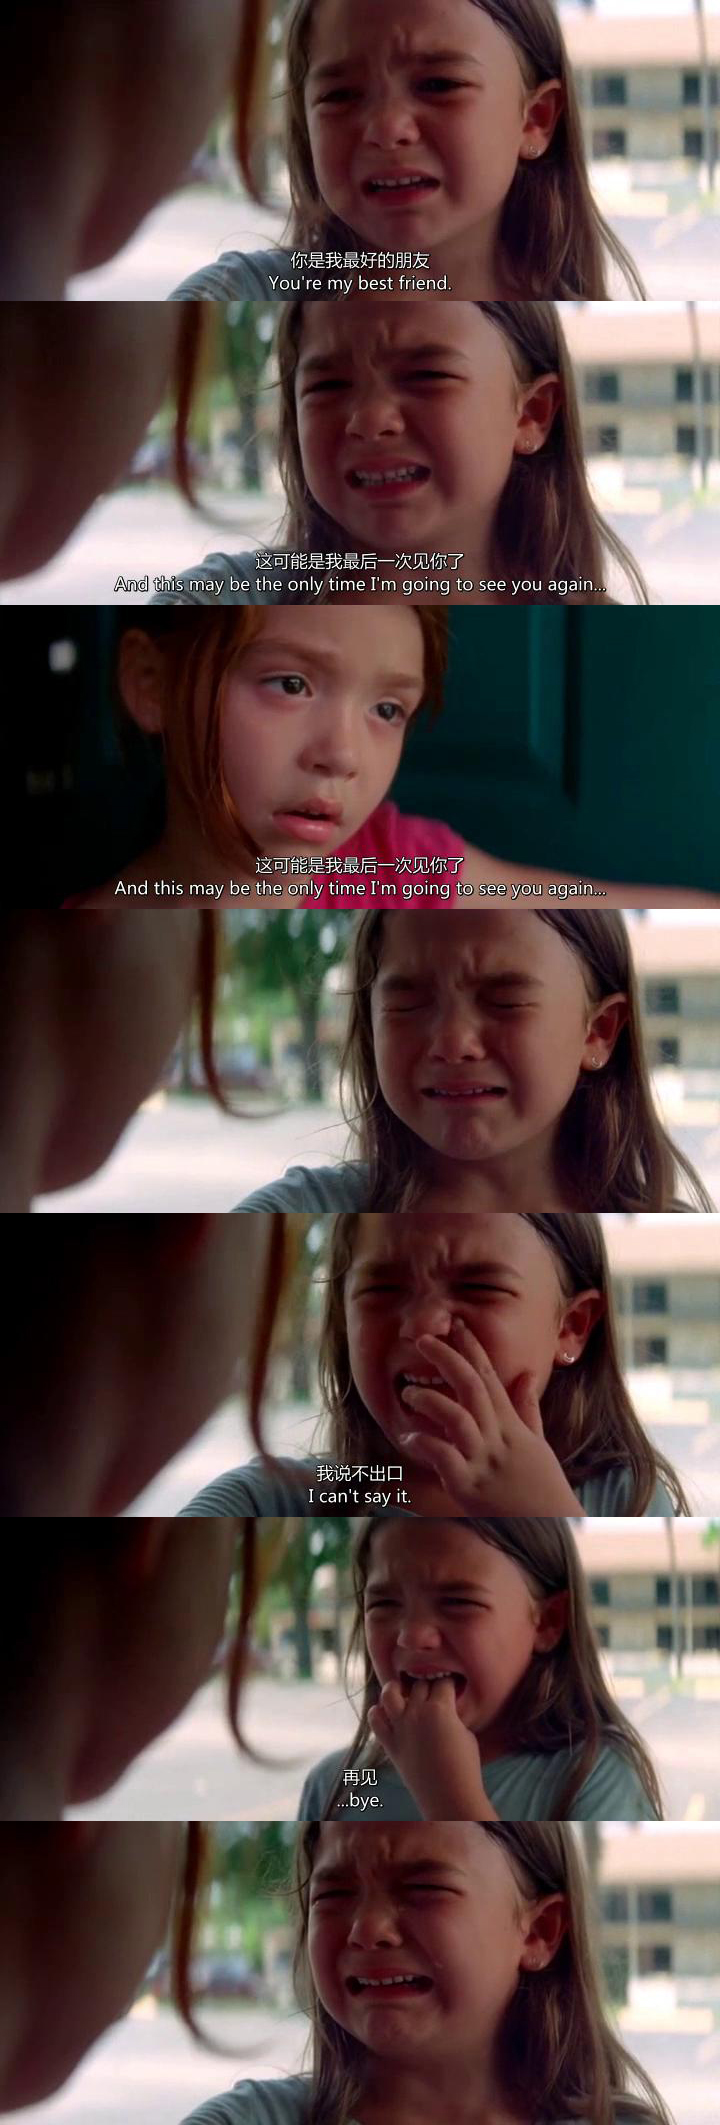 你是我最好的朋友
You're my best friend.
这可能是我最后一次见你了
And this may be the only time I'm going to see you again...
这可能是我最后一次见你了
And this may be the only time I'm going to see you again...
我说不出口
I can't say it.
再见
...bye.